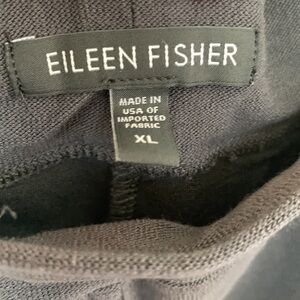 EILEEN FISHER
MADE IN
USA OF
IMPORTED
FABRIC
XL